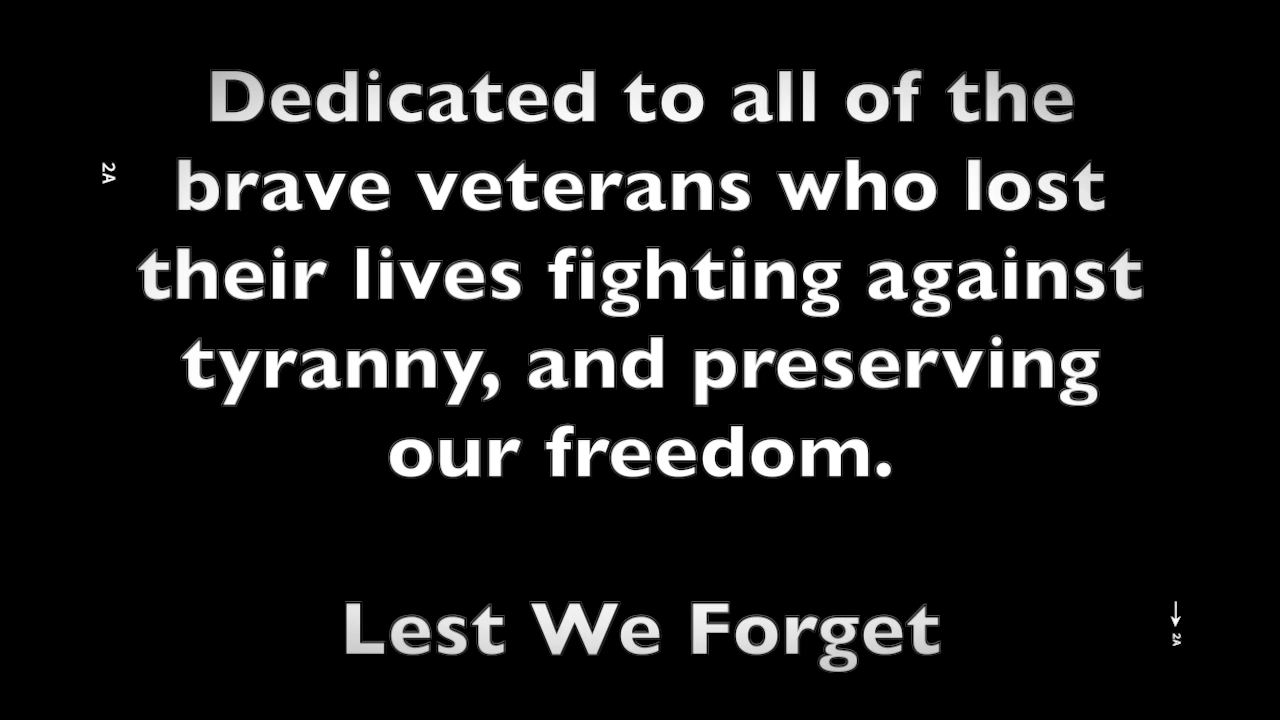 Dedicated to all of the
2A
brave veterans who lost
their lives fighting against
tyranny, and preserving
our freedom.
Lest We Forget
→ 2A